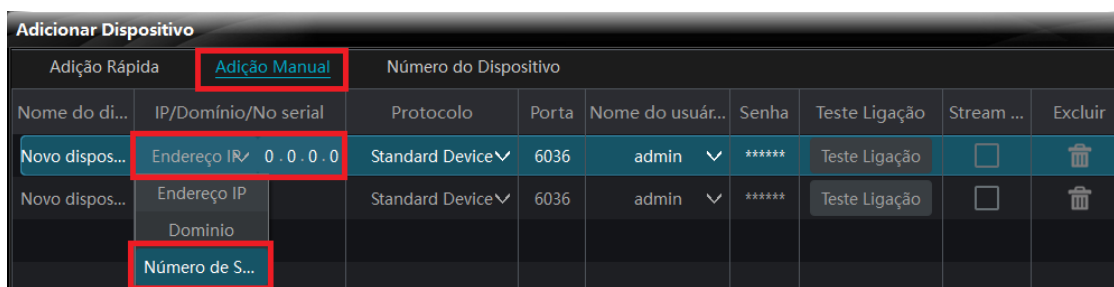 Adicionar Dispositivo
Adição Rápida Adição Manual Número do Dispositivo
Nome do di... IP/Domínio/No serial Protocolo Porta Nome do usuár... Senha Teste Ligação Stream ... Excluir
Novo dispos... Endereço IP 0 . 0 . 0 . 0 Standard Device 6036 admin ****** Teste Ligação
Novo dispos... Endereço IP Standard Device 6036 admin ****** Teste Ligação
Dominio
Número de S...